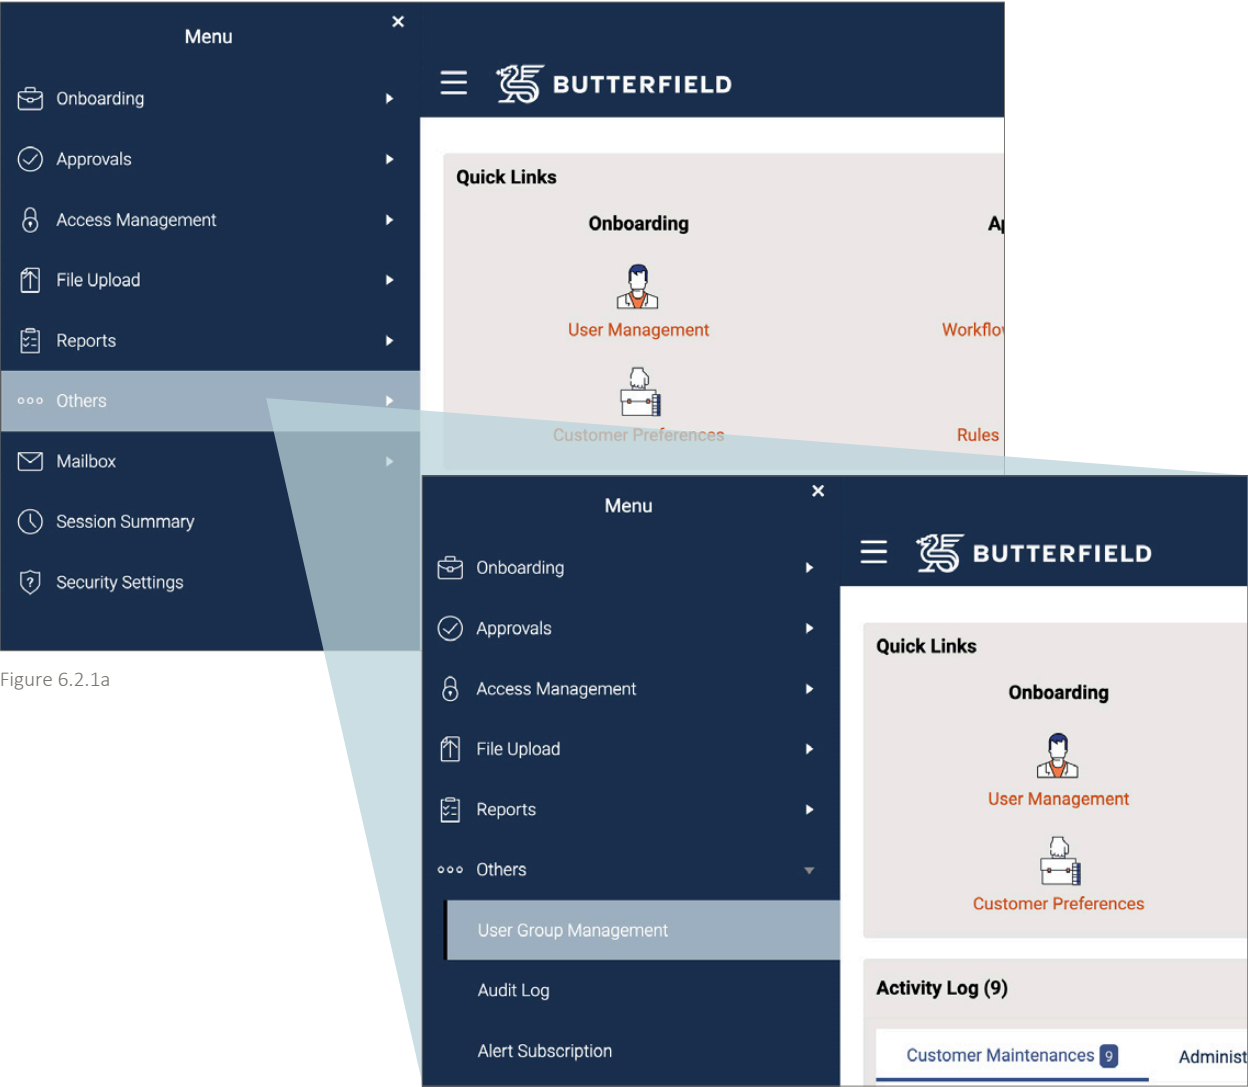 Menu
×
Onboarding
Approvals
Access Management
File Upload
Reports
Others
Mailbox
Session Summary
Security Settings
BUTTERFIELD
Quick Links
Onboarding
User Management
Customer Preferences
Rules
Figure 6.2.1a
Menu
×
Onboarding
Approvals
Access Management
File Upload
Reports
Others
User Group Management
Audit Log
Alert Subscription
BUTTERFIELD
Quick Links
Onboarding
User Management
Customer Preferences
Activity Log (9)
Customer Maintenances 9